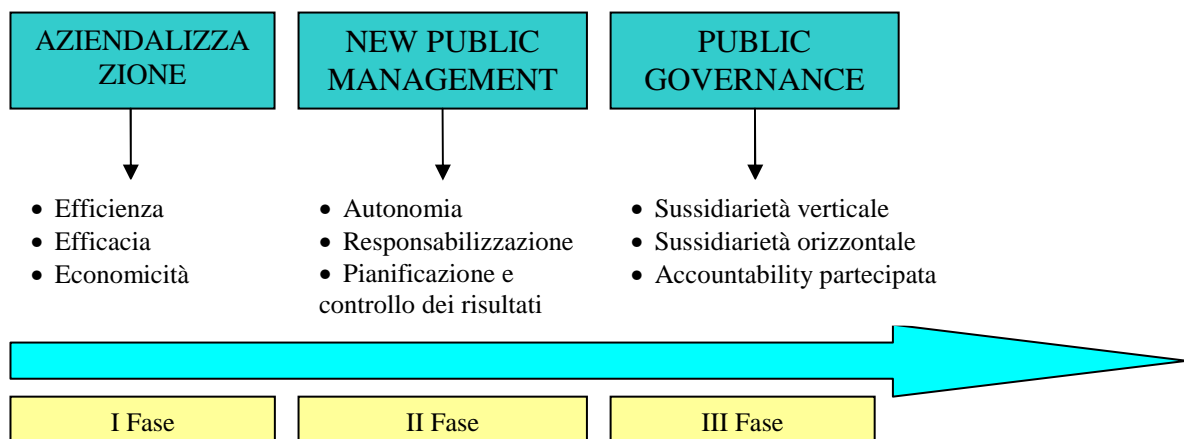 AZIENDALIZZA
ZIONE
NEW PUBLIC
MANAGEMENT
PUBLIC
GOVERNANCE
• Efficienza
• Efficacia
• Economicità
• Autonomia
• Responsabilizzazione
• Pianificazione e
controllo dei risultati
• Sussidiarietà verticale
• Sussidiarietà orizzontale
• Accountability partecipata
I Fase
II Fase
III Fase